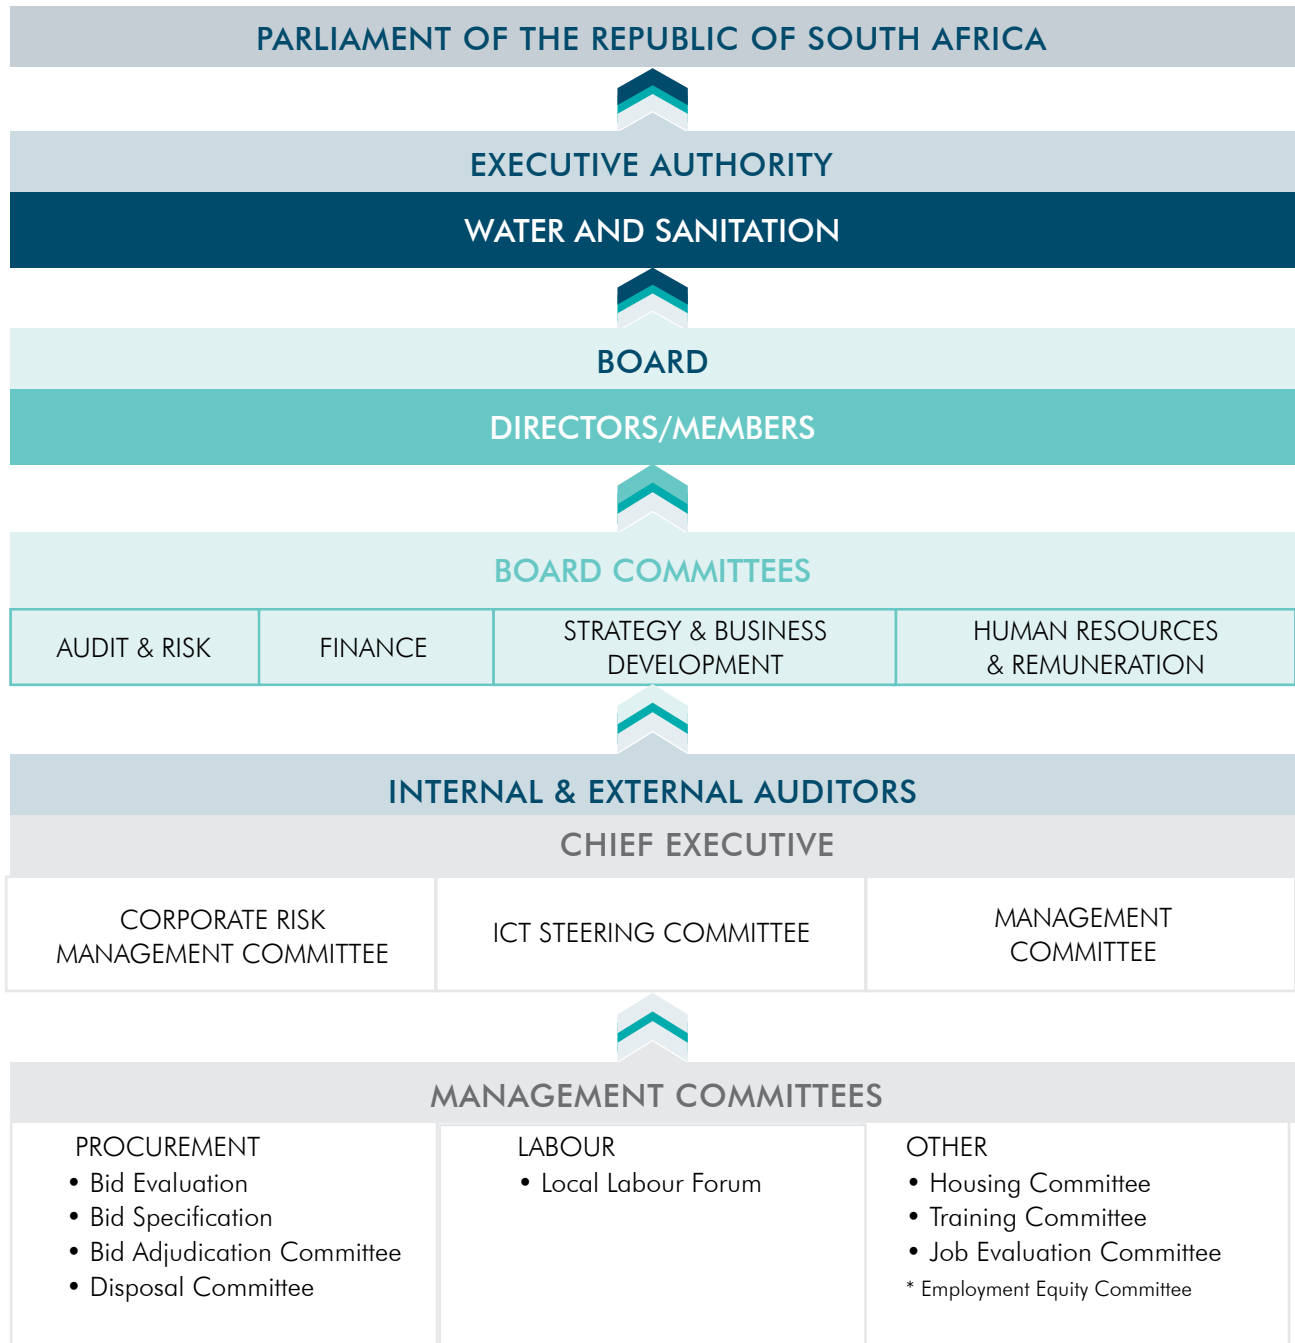 PARLIAMENT OF THE REPUBLIC OF SOUTH AFRICA
EXECUTIVE AUTHORITY
WATER AND SANITATION
BOARD
DIRECTORS/MEMBERS
BOARD COMMITTEES
AUDIT & RISK
FINANCE
STRATEGY & BUSINESS
DEVELOPMENT
HUMAN RESOURCES
& REMUNERATION
INTERNAL & EXTERNAL AUDITORS
CHIEF EXECUTIVE
CORPORATE RISK
MANAGEMENT COMMITTEE
ICT STEERING COMMITTEE
MANAGEMENT
COMMITTEE
MANAGEMENT COMMITTEES
PROCUREMENT
• Bid Evaluation
• Bid Specification
• Bid Adjudication Committee
• Disposal Committee
LABOUR
• Local Labour Forum
OTHER
• Housing Committee
• Training Committee
• Job Evaluation Committee
* Employment Equity Committee